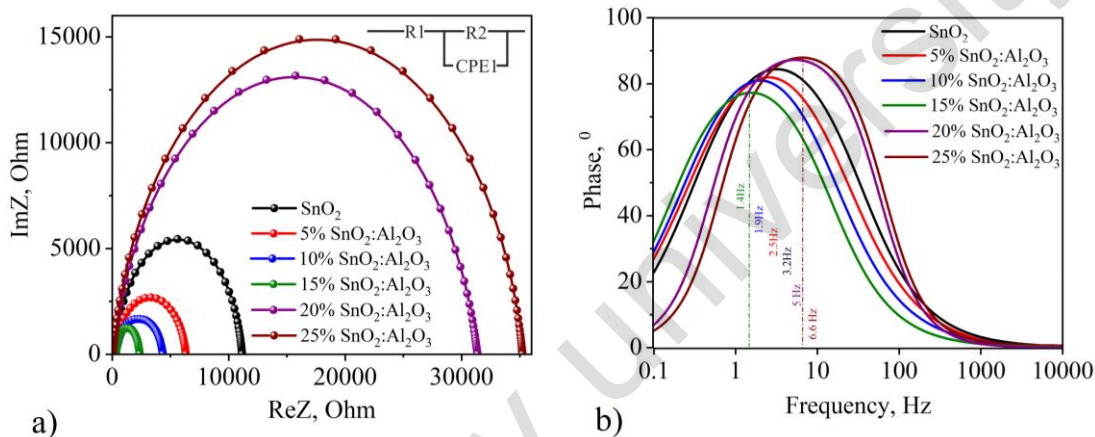 15000
10000
5000
0
ImZ, Ohm
0
10000
20000
30000
ReZ, Ohm
R1
R2
CPE1
SnO₂
5% SnO₂:Al₂O₃
10% SnO₂:Al₂O₃
15% SnO₂:Al₂O₃
20% SnO₂:Al₂O₃
25% SnO₂:Al₂O₃
a)
100
80
60
40
20
0
Phase, ⁰
0.1
1
10
100
1000
10000
Frequency, Hz
SnO₂
5% SnO₂:Al₂O₃
10% SnO₂:Al₂O₃
15% SnO₂:Al₂O₃
20% SnO₂:Al₂O₃
25% SnO₂:Al₂O₃
1.4Hz
1.9Hz
2.5Hz
3.2Hz
5 Hz
6.6 Hz
b)
university